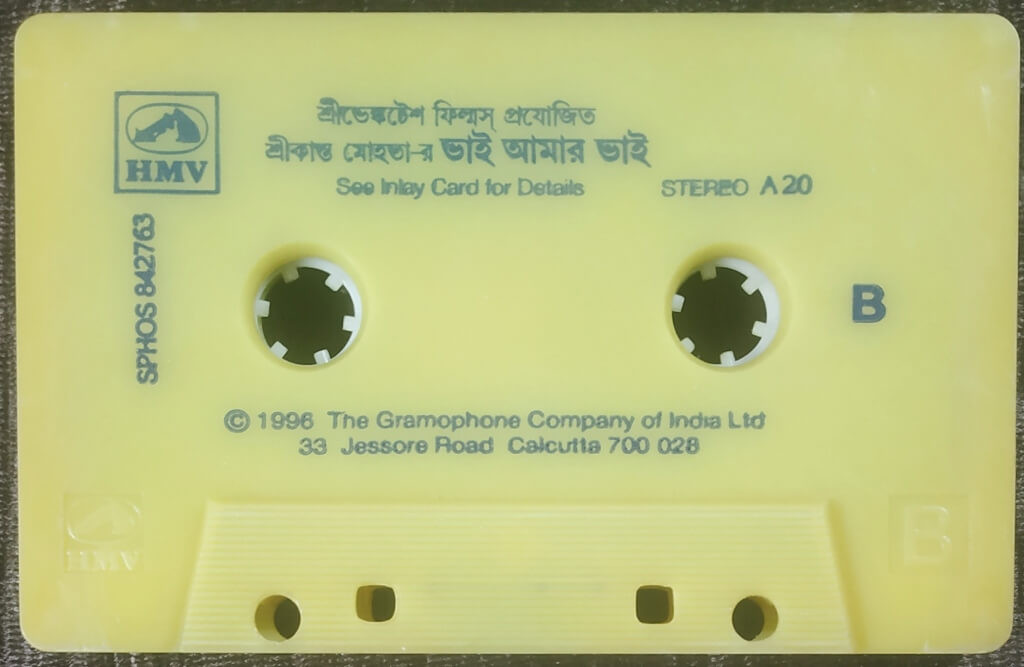 HMV
শ্রীভেঙ্কটেশ ফিল্মস্ প্রযোজিত
শ্রীকান্ত মোহতা-র ভাই আমার ভাই
See Inlay Card for Details
STEREO A 20
SPHOS 842763
B
© 1996 The Gramophone Company of India Ltd
33 Jessore Road Calcutta 700 028
HMV
B